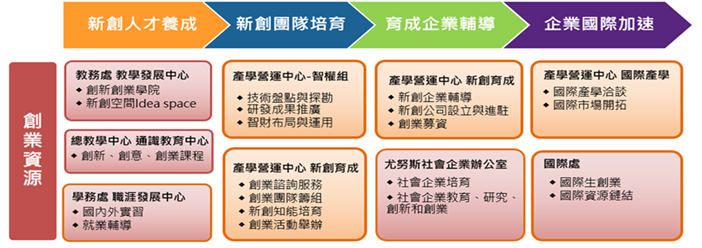 新創人才養成
新創團隊培育
育成企業輔導
企業國際加速
創業資源
教務處 教學發展中心
創新創業學院
新創空間Idea space
總教學中心 通識教育中心
創新、創意、創業課程
學務處 職涯發展中心
國內外實習
就業輔導
產學營運中心-智權組
技術盤點與探勘
研發成果推廣
智財布局與運用
產學營運中心 新創育成
創業諮詢服務
創業團隊籌組
新創知能培育
創業活動舉辦
產學營運中心 新創育成
新創企業輔導
新創公司設立與進駐
創業募資
尤努斯社會企業辦公室
社會企業培育
社會企業教育、研究、
創新和創業
產學營運中心 國際產學
國際產學洽談
國際市場開拓
國際處
國際生創業
國際資源鏈結